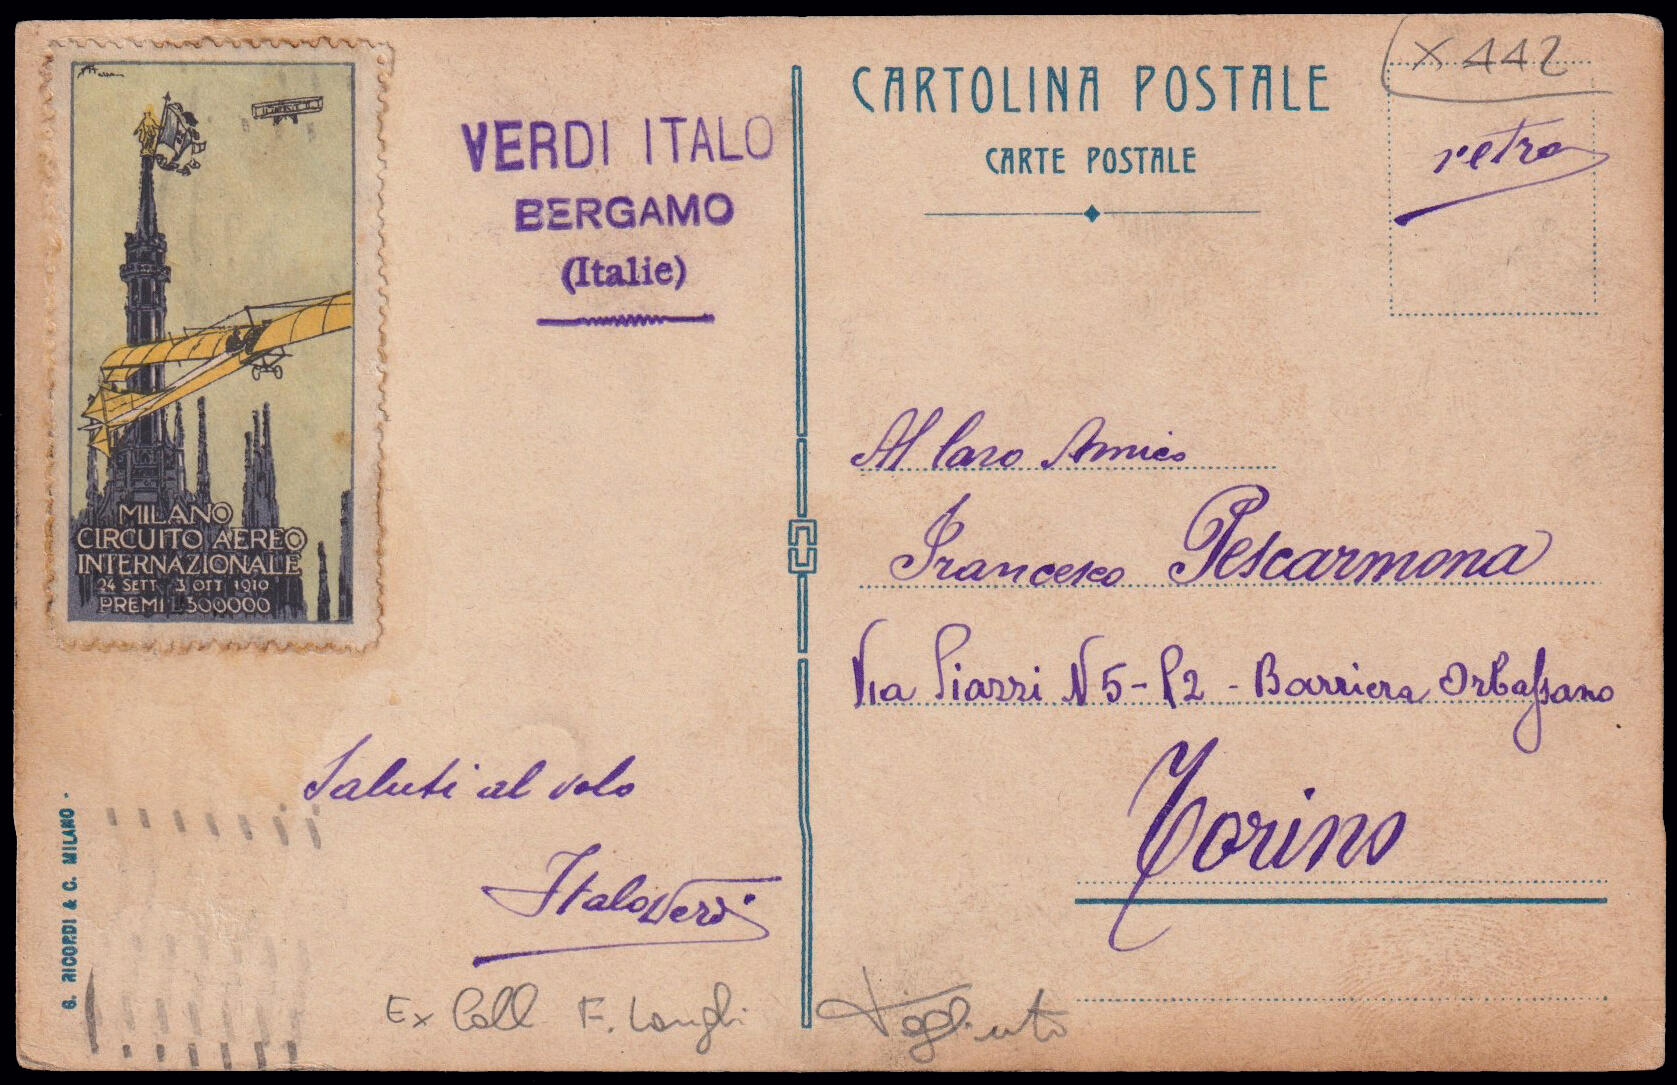 MILANO
CIRCUITO AEREO
INTERNAZIONALE
24 SETT. 3 OTT. 1910
PREMI L.300000
VERDI ITALO
BERGAMO
(Italie)
Saluti al volo
Italo Verdi
G. RICORDI & C. MILANO.
Ex Coll F. Longhi
CARTOLINA POSTALE
CARTE POSTALE
X 442
retro
Al Caro Amico
Francesco Pescarmona
Via Piazzi N 5 - P2 - Barriera Orbassano
Torino